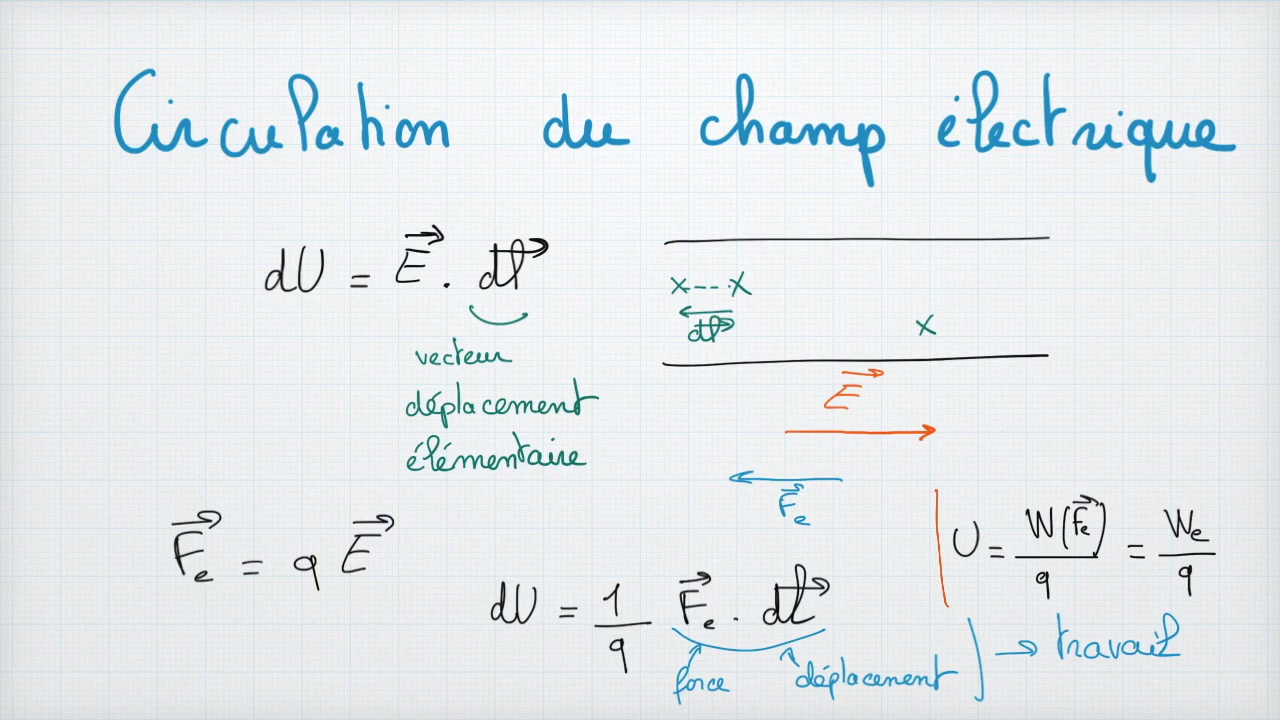 Circulation du champ électrique
dU = E⃗ . dl⃗
vecteur
déplacement
élémentaire
x---x
dl⃗
x
E⃗
F⃗e
F⃗e = q E⃗
dU = 1/q F⃗e . dl⃗
force
déplacement
U = W(F⃗e)/q = We/q
→ travail